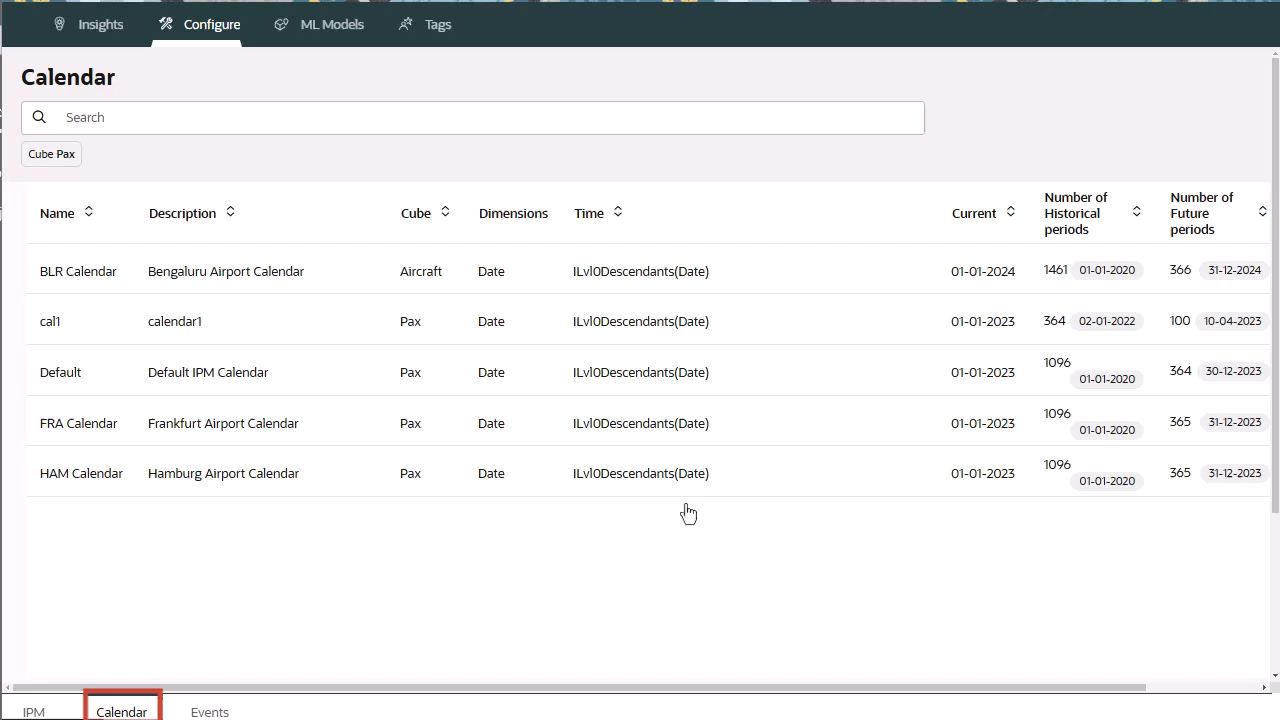 Insights Configure ML Models Tags
Calendar
Search
Cube Pax
Name Description Cube Dimensions Time Current Number of Historical periods Number of Future periods
BLR Calendar Bengaluru Airport Calendar Aircraft Date ILvl0Descendants(Date) 01-01-2024 1461 01-01-2020 366 31-12-2024
cal1 calendar1 Pax Date ILvl0Descendants(Date) 01-01-2023 364 02-01-2022 100 10-04-2023
Default Default IPM Calendar Pax Date ILvl0Descendants(Date) 01-01-2023 1096 01-01-2020 364 30-12-2023
FRA Calendar Frankfurt Airport Calendar Pax Date ILvl0Descendants(Date) 01-01-2023 1096 01-01-2020 365 31-12-2023
HAM Calendar Hamburg Airport Calendar Pax Date ILvl0Descendants(Date) 01-01-2023 1096 01-01-2020 365 31-12-2023
IPM Calendar Events